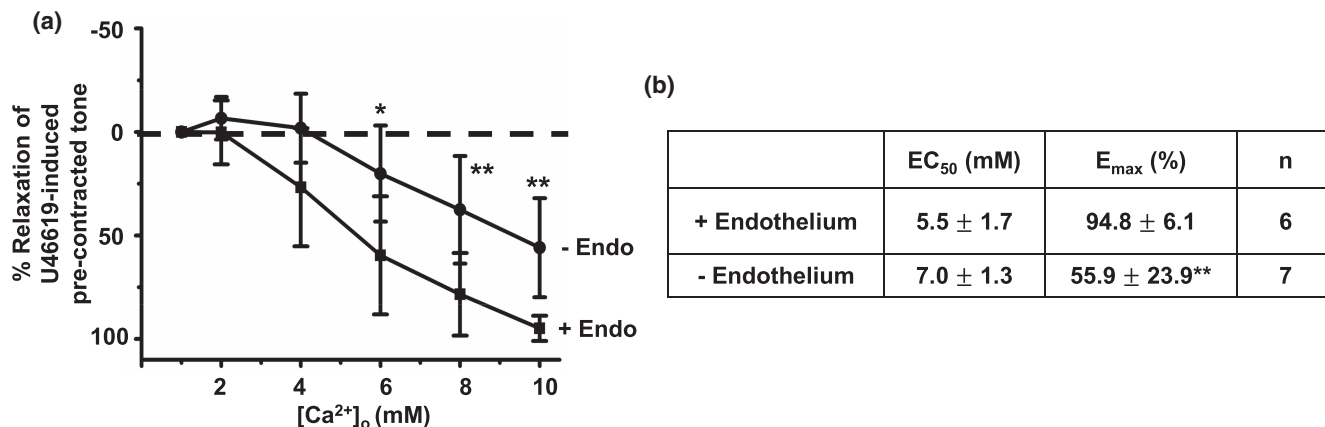 (a)
% Relaxation of
U46619-induced
pre-contracted tone
-50
0
50
100
*
**
**
- Endo
+ Endo
2 4 6 8 10
[Ca²⁺]ₒ (mM)
(b)
EC₅₀ (mM) Eₘₐₓ (%) n
+ Endothelium 5.5 ± 1.7 94.8 ± 6.1 6
- Endothelium 7.0 ± 1.3 55.9 ± 23.9** 7